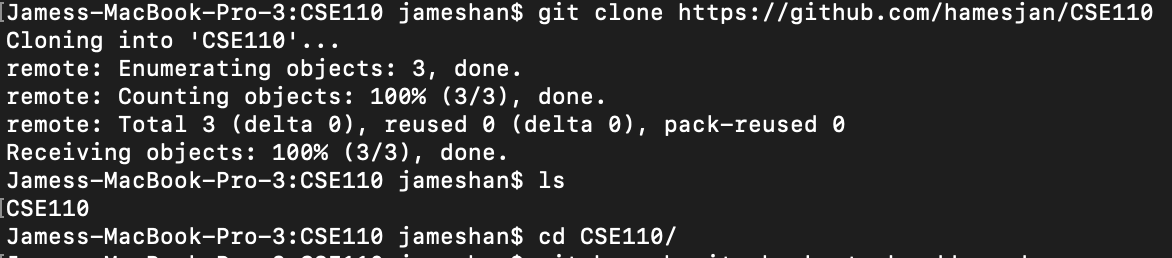 [Jamess-MacBook-Pro-3:CSE110 jameshan$ git clone https://github.com/hamesjan/CSE110
Cloning into 'CSE110'...
remote: Enumerating objects: 3, done.
remote: Counting objects: 100% (3/3), done.
remote: Total 3 (delta 0), reused 0 (delta 0), pack-reused 0
Receiving objects: 100% (3/3), done.
Jamess-MacBook-Pro-3:CSE110 jameshan$ ls
[CSE110
Jamess-MacBook-Pro-3:CSE110 jameshan$ cd CSE110/